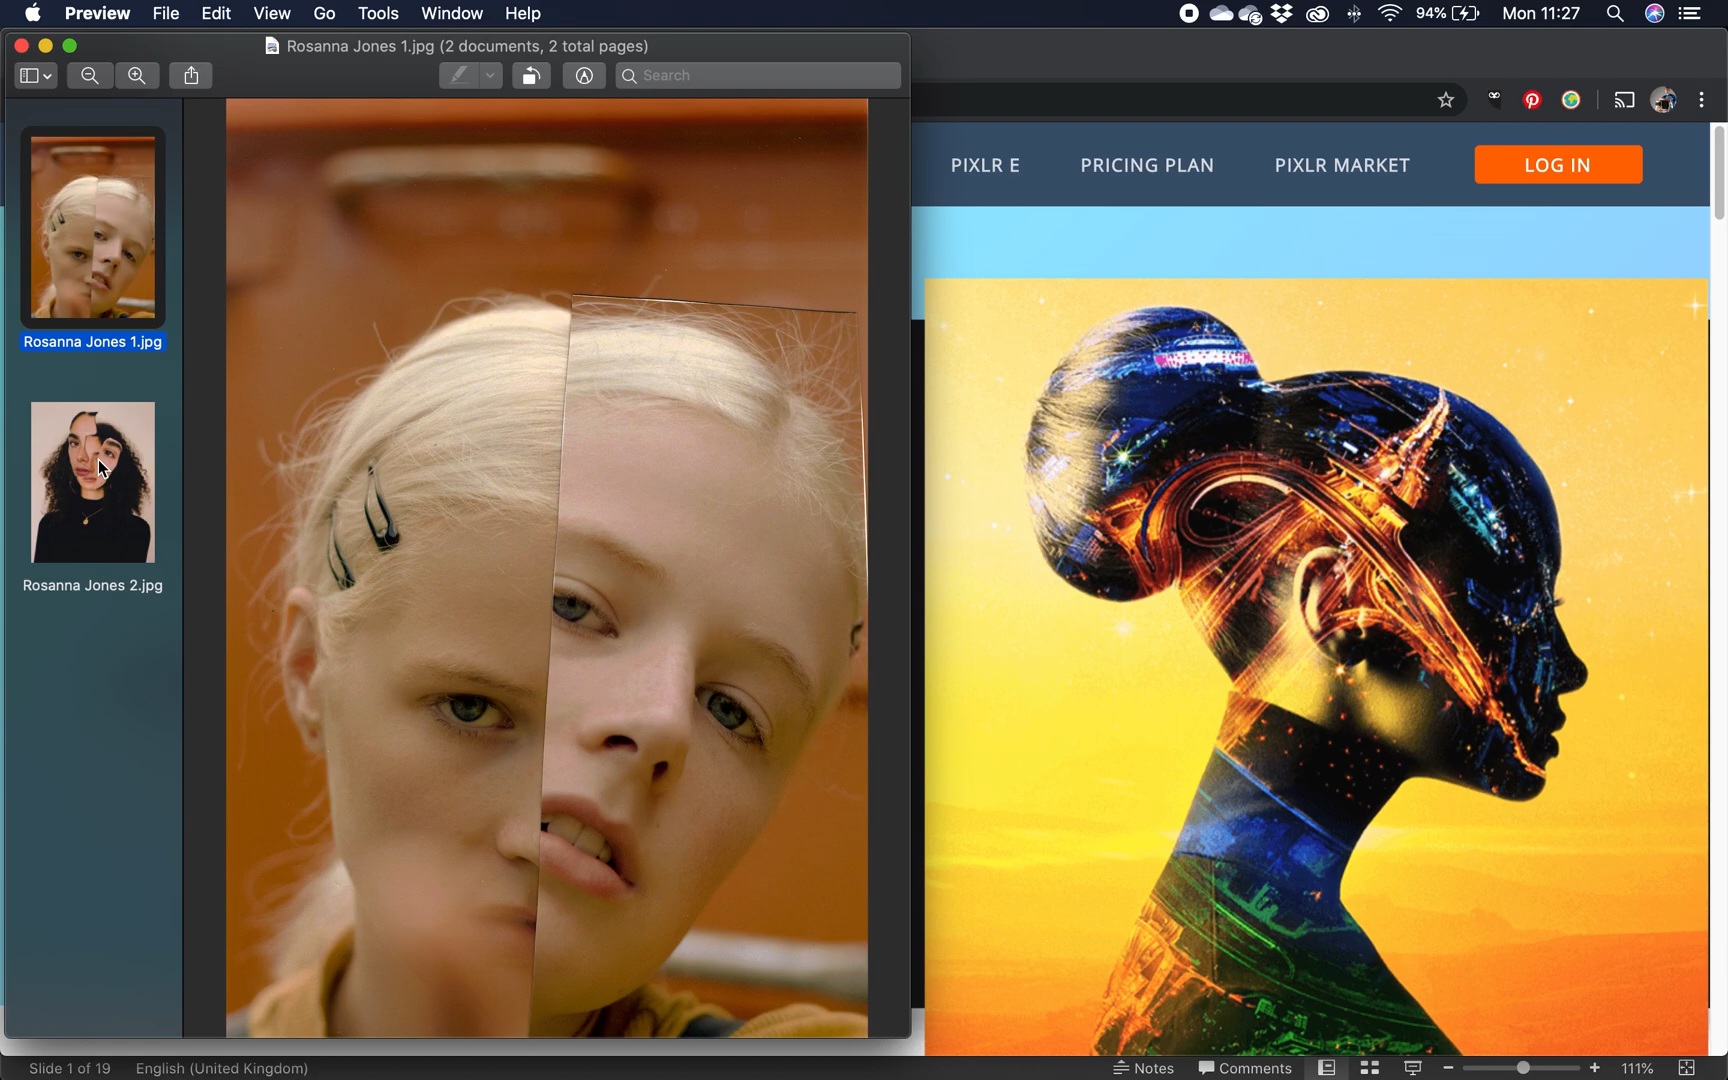 Preview File Edit View Go Tools Window Help 94% Mon 11:27
Rosanna Jones 1.jpg (2 documents, 2 total pages)
Search
PIXLR E PRICING PLAN PIXLR MARKET LOG IN
Rosanna Jones 1.jpg
Rosanna Jones 2.jpg
Slide 1 of 19 English (United Kingdom) Notes Comments 111%